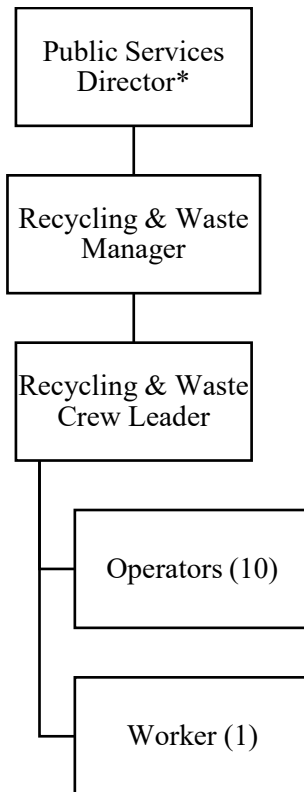 Public Services
Director*
Recycling & Waste
Manager
Recycling & Waste
Crew Leader
Operators (10)
Worker (1)